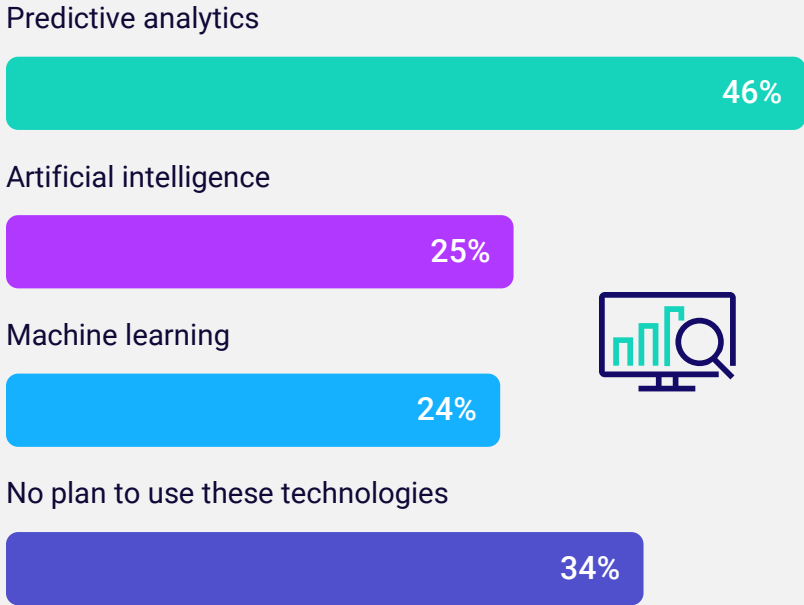 Predictive analytics
46%
Artificial intelligence
25%
Machine learning
24%
No plan to use these technologies
34%